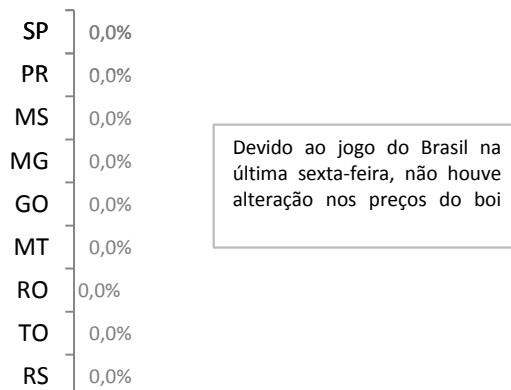 SP 0,0%
PR 0,0%
MS 0,0%
MG 0,0%
GO 0,0%
MT 0,0%
RO 0,0%
TO 0,0%
RS 0,0%
Devido ao jogo do Brasil na
última sexta-feira, não houve
alteração nos preços do boi